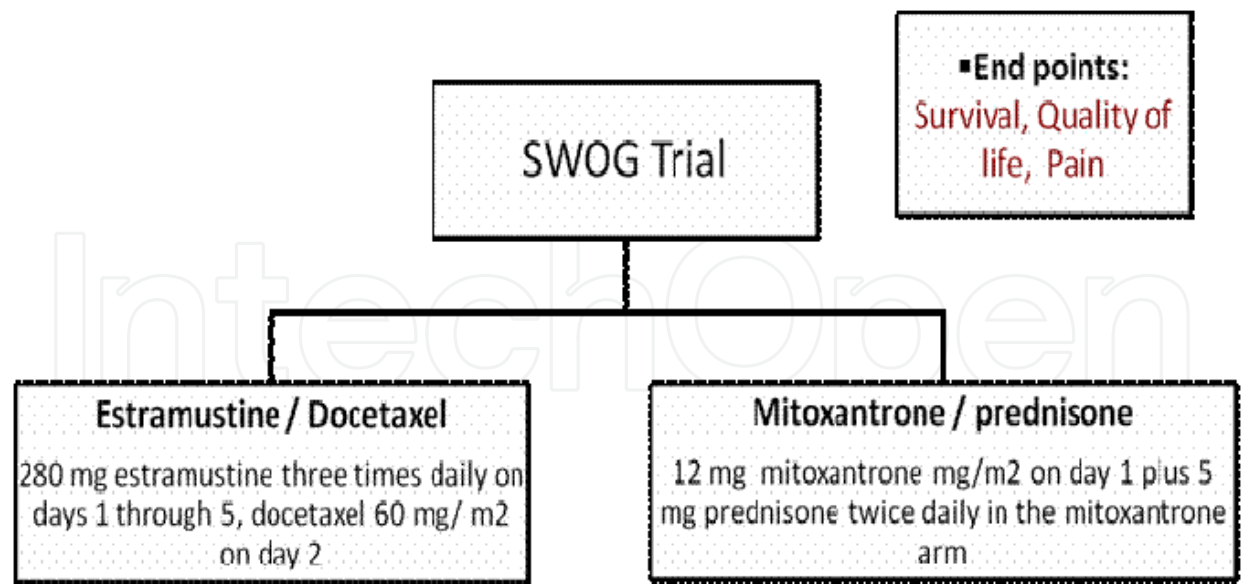 ▪End points:
Survival, Quality of
life, Pain
SWOG Trial
IntechOpen
Estramustine / Docetaxel
280 mg estramustine three times daily on
days 1 through 5, docetaxel 60 mg/ m2
on day 2
Mitoxantrone / prednisone
12 mg mitoxantrone mg/m2 on day 1 plus 5
mg prednisone twice daily in the mitoxantrone
arm